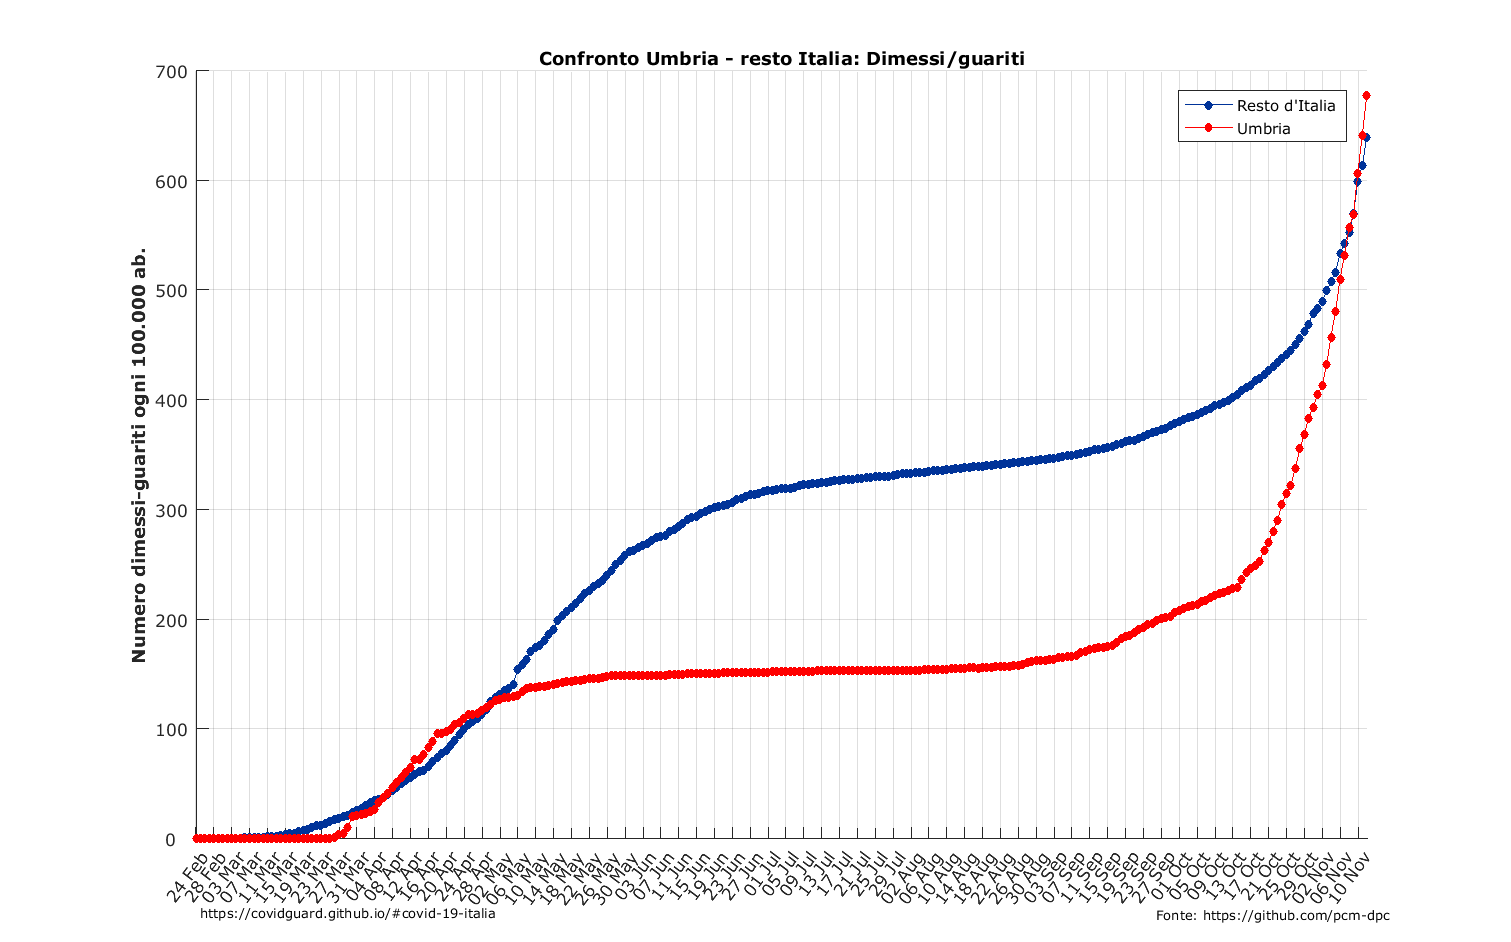 Confronto Umbria - resto Italia: Dimessi/guariti
Numero dimessi-guariti ogni 100.000 ab.
700
600
500
400
300
200
100
0
Resto d'Italia
Umbria
24 Feb
28 Feb
03 Mar
07 Mar
11 Mar
15 Mar
19 Mar
23 Mar
27 Mar
31 Mar
04 Apr
08 Apr
12 Apr
16 Apr
20 Apr
24 Apr
28 Apr
02 May
06 May
10 May
14 May
18 May
22 May
26 May
30 May
03 Jun
07 Jun
11 Jun
15 Jun
19 Jun
23 Jun
27 Jun
01 Jul
05 Jul
09 Jul
13 Jul
17 Jul
21 Jul
25 Jul
29 Jul
02 Aug
06 Aug
10 Aug
14 Aug
18 Aug
22 Aug
26 Aug
30 Aug
03 Sep
07 Sep
11 Sep
15 Sep
19 Sep
23 Sep
27 Sep
01 Oct
05 Oct
09 Oct
13 Oct
17 Oct
21 Oct
25 Oct
29 Oct
02 Nov
06 Nov
10 Nov
https://covidguard.github.io/#covid-19-italia
Fonte: https://github.com/pcm-dpc